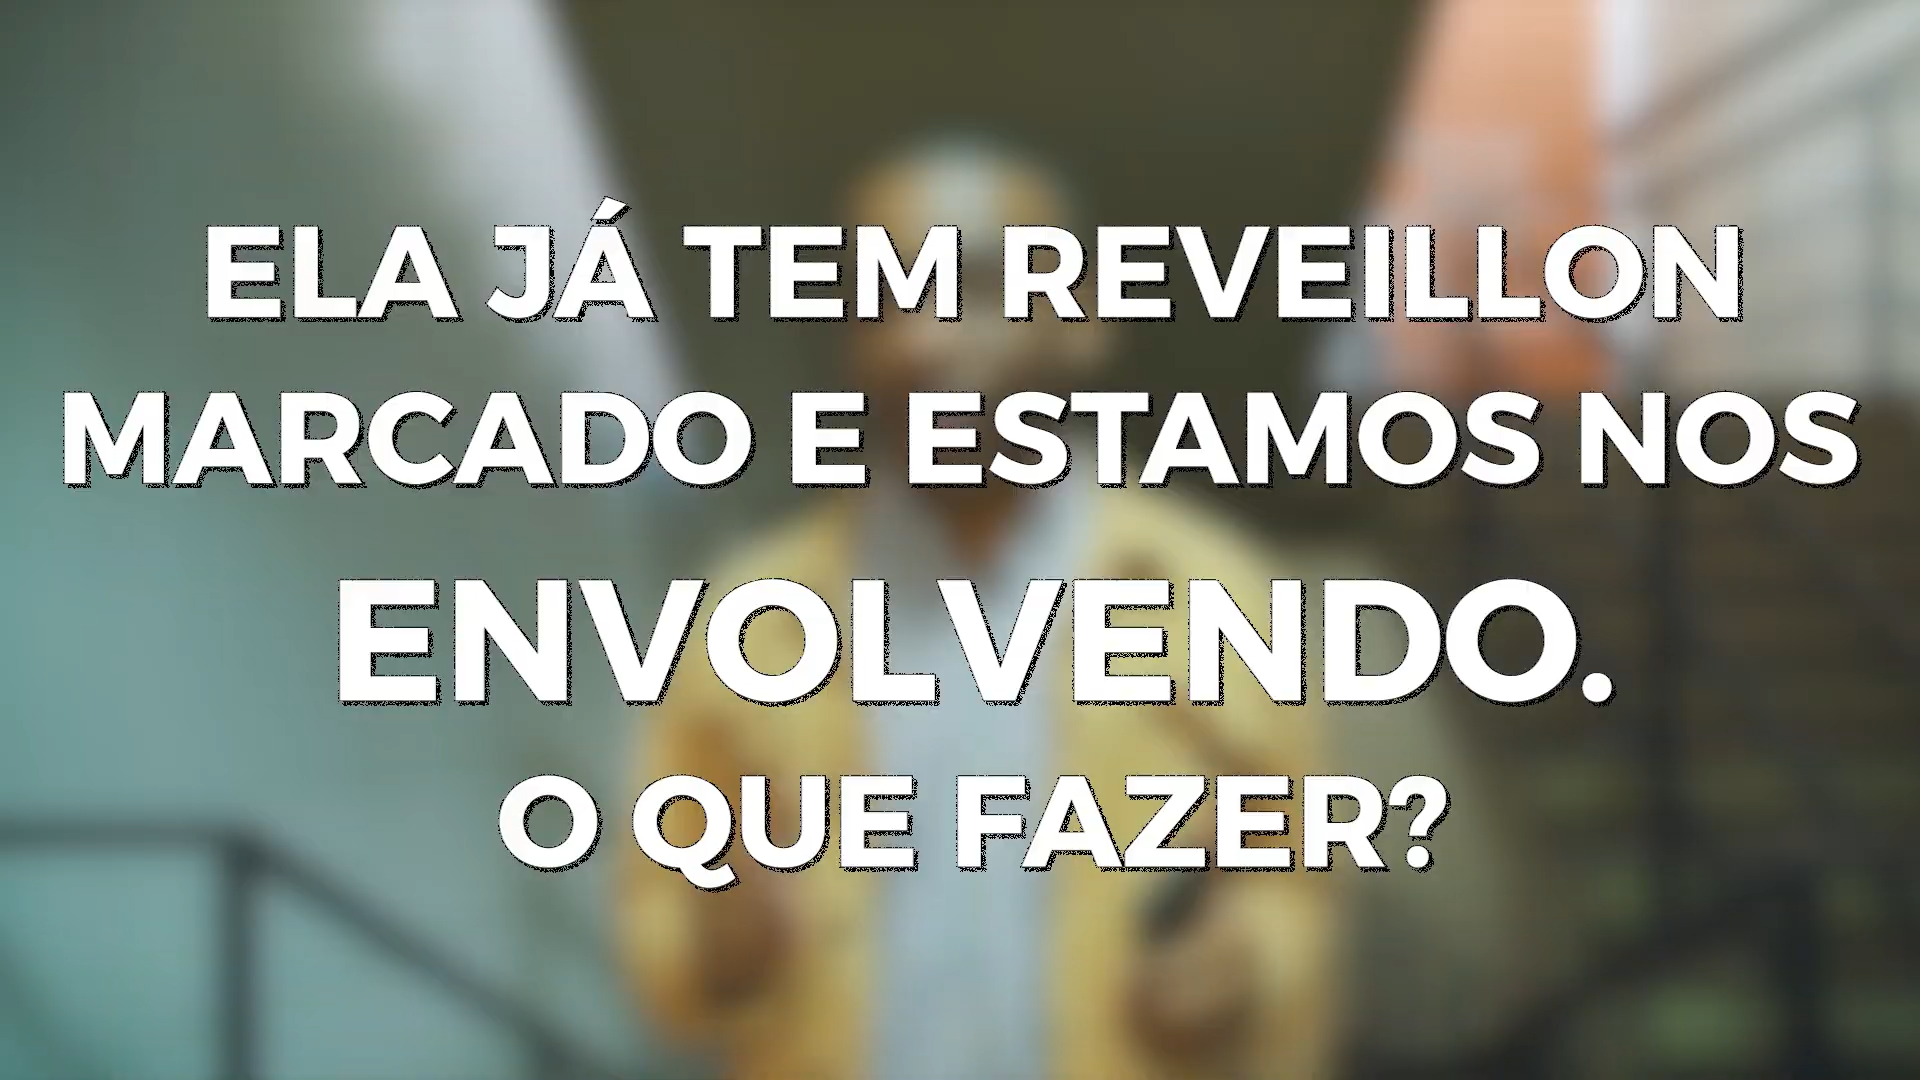 ELA JÁ TEM REVEILLON
MARCADO E ESTAMOS NOS
ENVOLVENDO.
O QUE FAZER?